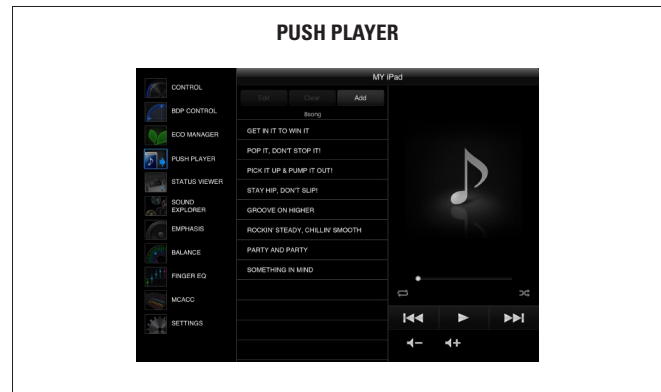 PUSH PLAYER
MY iPad
CONTROL
BDP CONTROL
ECO MANAGER
PUSH PLAYER
STATUS VIEWER
SOUND
EXPLORER
EMPHASIS
BALANCE
FINGER EQ
MCACC
SETTINGS
Edit Clear Add
8song
GET IN IT TO WIN IT
POP IT, DON'T STOP IT!
PICK IT UP & PUMP IT OUT!
STAY HIP, DON'T SLIP!
GROOVE ON HIGHER
ROCKIN' STEADY, CHILLIN' SMOOTH
PARTY AND PARTY
SOMETHING IN MIND